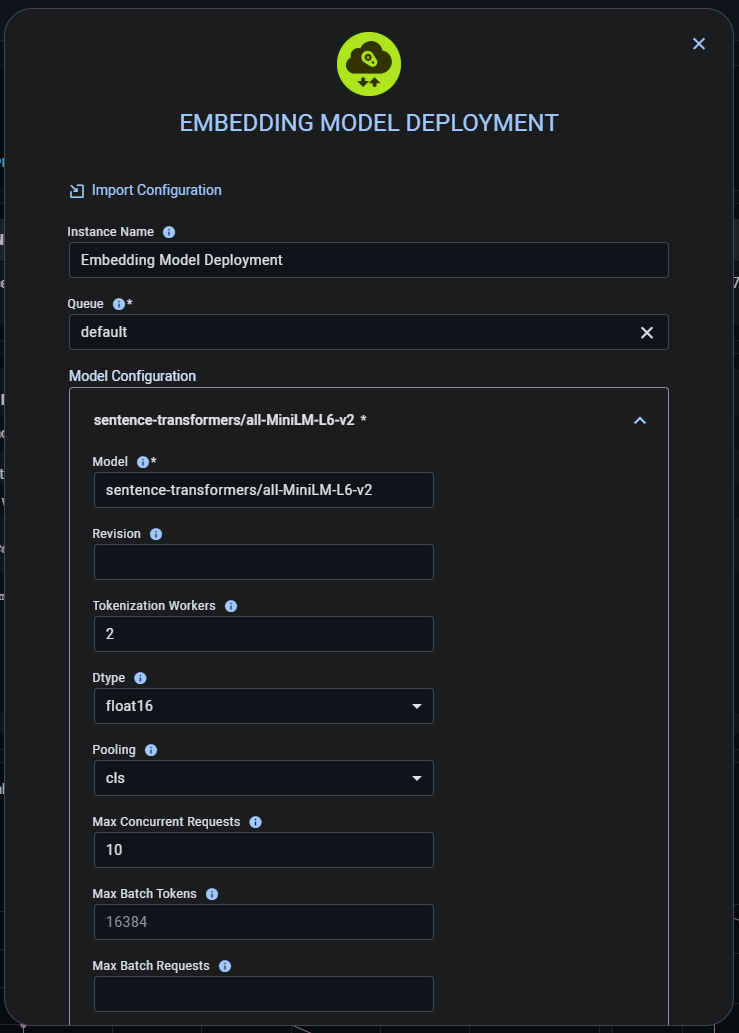 EMBEDDING MODEL DEPLOYMENT
Import Configuration
Instance Name
Embedding Model Deployment
Queue *
default
Model Configuration
sentence-transformers/all-MiniLM-L6-v2 *
Model *
sentence-transformers/all-MiniLM-L6-v2
Revision
Tokenization Workers
2
Dtype
float16
Pooling
cls
Max Concurrent Requests
10
Max Batch Tokens
16384
Max Batch Requests